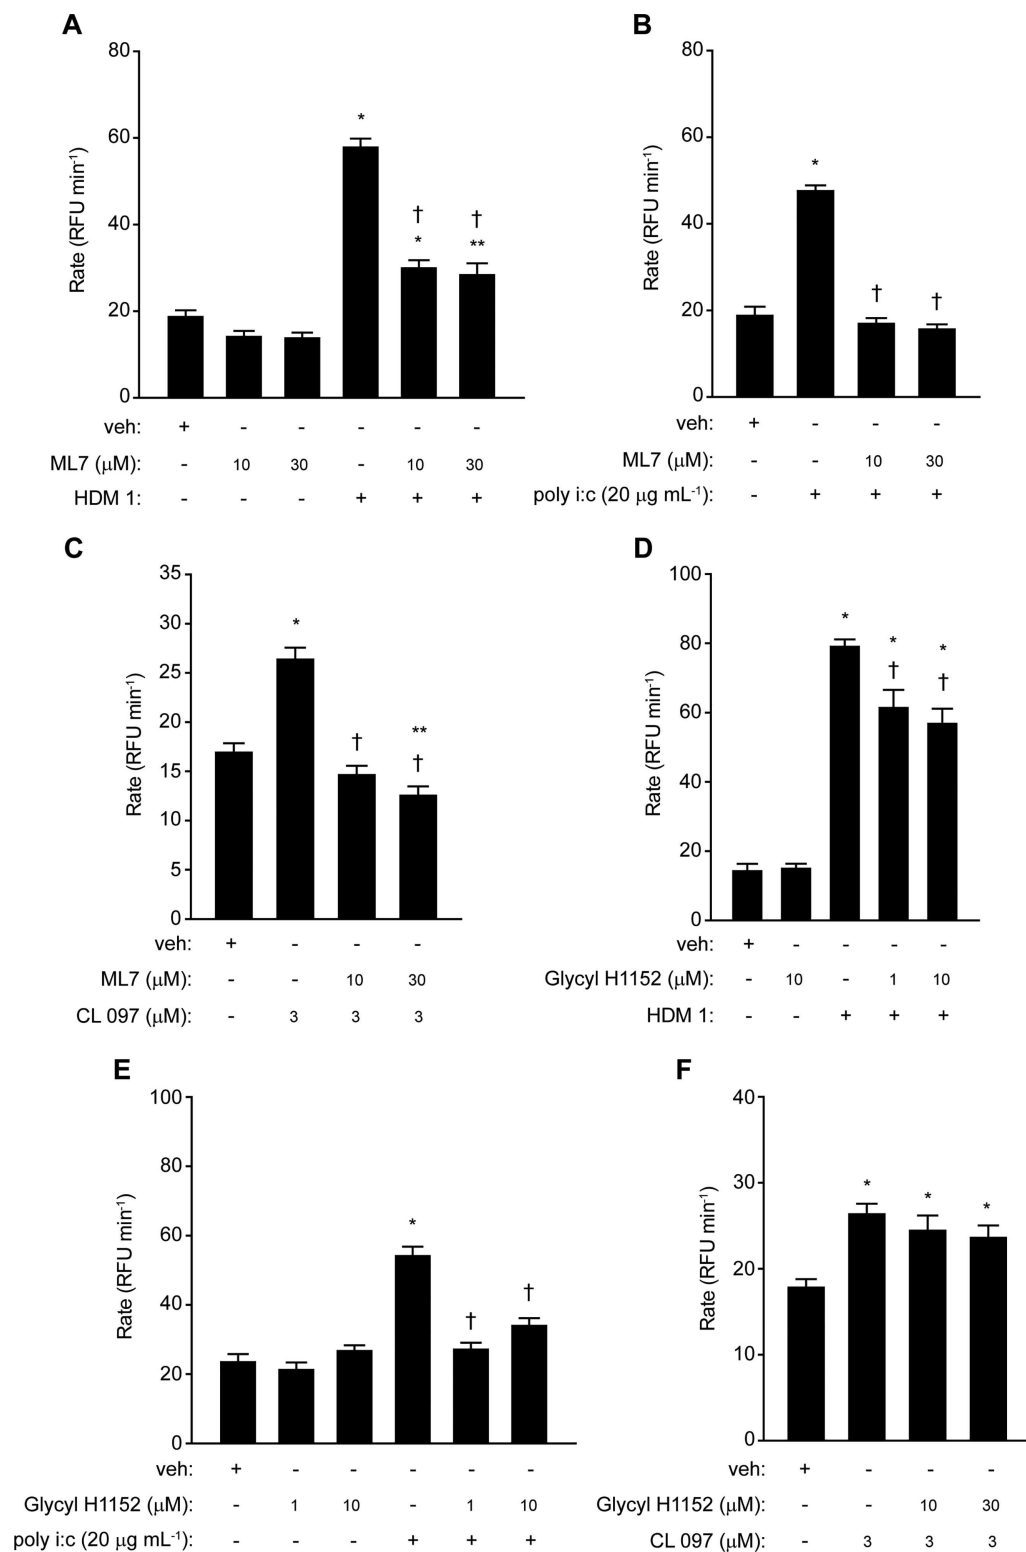 A
80
60
40
20
0
Rate (RFU min-1)
*
†
*
†
**
veh: + - - - - -
ML7 (μM): - 10 30 - 10 30
HDM 1: - - - + + +
B
80
60
40
20
0
Rate (RFU min-1)
*
†
†
veh: + - - -
ML7 (μM): - - 10 30
poly i:c (20 μg mL-1): - + + +
C
35
30
25
20
15
10
5
0
Rate (RFU min-1)
*
†
**
†
veh: + - - -
ML7 (μM): - - 10 30
CL 097 (μM): - 3 3 3
D
100
80
60
40
20
0
Rate (RFU min-1)
*
*
†
*
†
veh: + - - - -
Glycyl H1152 (μM): - 10 - 1 10
HDM 1: - - + + +
E
100
80
60
40
20
0
Rate (RFU min-1)
*
†
†
veh: + - - - - -
Glycyl H1152 (μM): - 1 10 - 1 10
poly i:c (20 μg mL-1): - - - + + +
F
40
30
20
10
0
Rate (RFU min-1)
*
*
*
veh: + - - -
Glycyl H1152 (μM): - - 10 30
CL 097 (μM): - 3 3 3